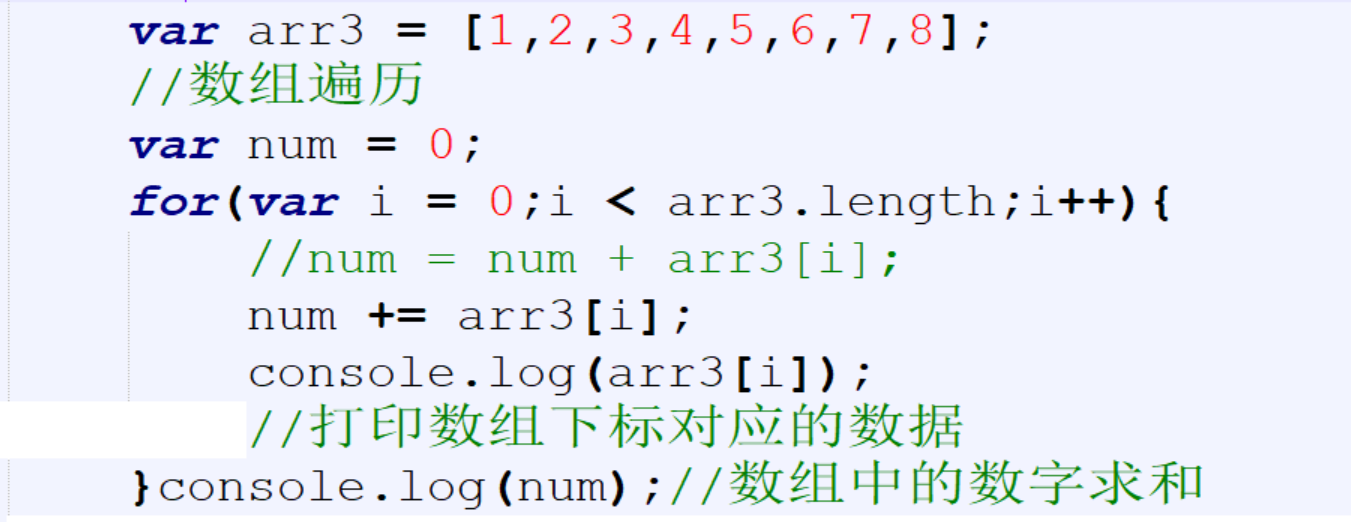 var arr3 = [1,2,3,4,5,6,7,8];
//数组遍历
var num = 0;
for(var i = 0;i < arr3.length;i++){
//num = num + arr3[i];
num += arr3[i];
console.log(arr3[i]);
//打印数组下标对应的数据
}console.log(num);//数组中的数字求和